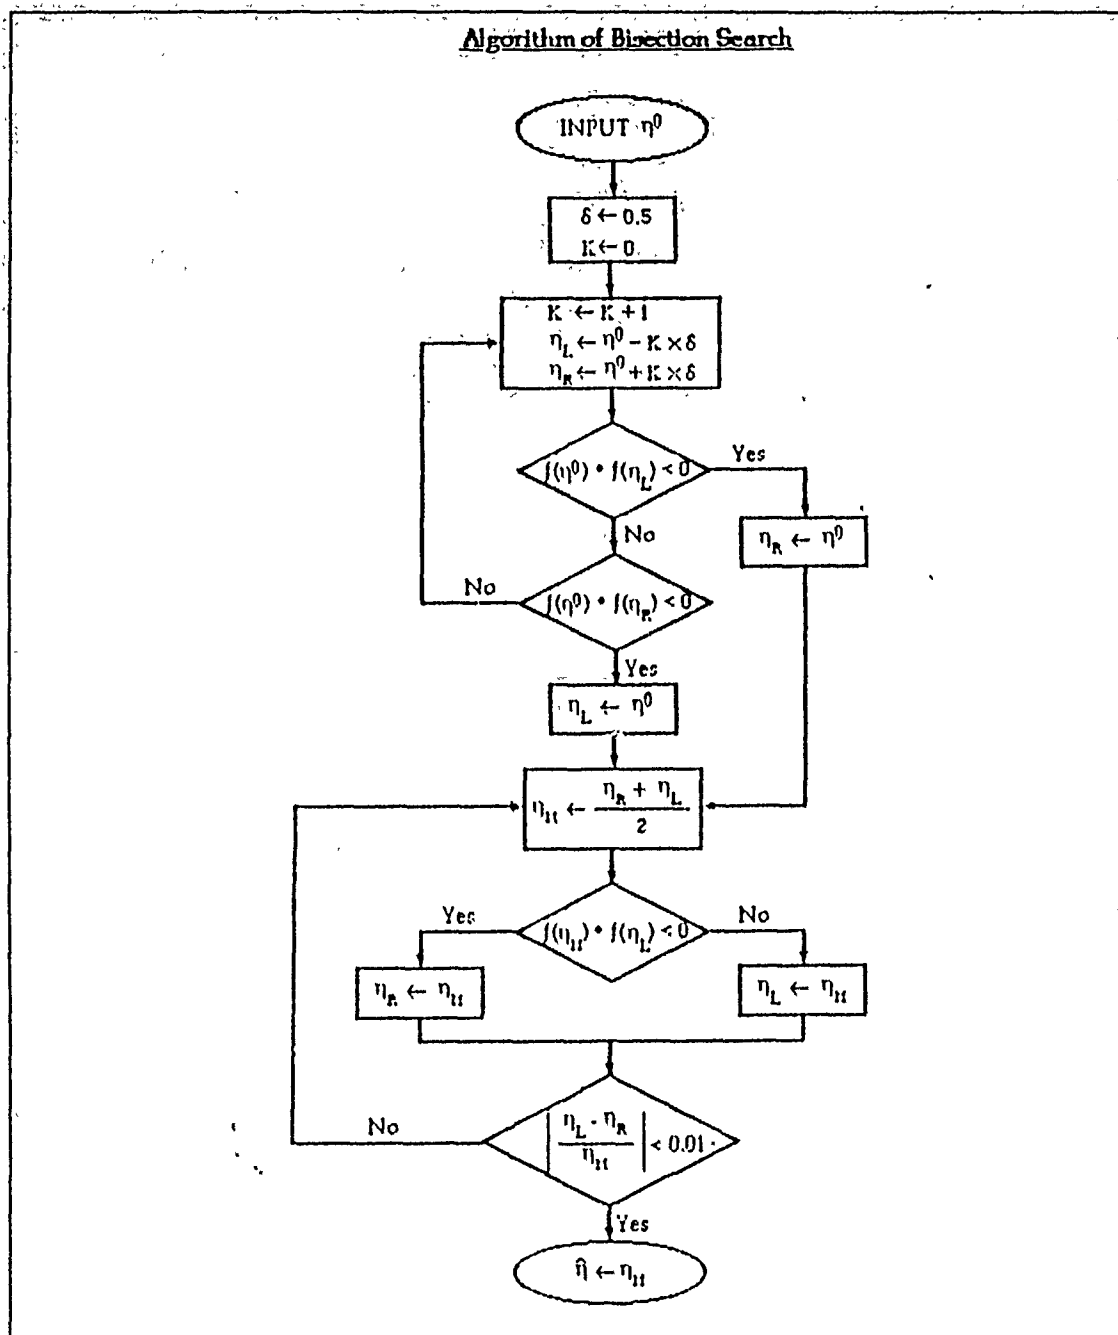 Algorithm of Bisection Search
INPUT η⁰
δ ← 0.5
K ← 0
K ← K + 1
η_L ← η⁰ − K × δ
η_R ← η⁰ + K × δ
f(η⁰) * f(η_L) < 0
Yes
No
η_R ← η⁰
f(η⁰) * f(η_R) < 0
No
Yes
η_L ← η⁰
η_M ← (η_R + η_L) / 2
f(η_M) * f(η_L) < 0
Yes
No
η_R ← η_M
η_L ← η_M
| (η_L - η_R) / η_M | < 0.01
No
Yes
η̂ ← η_M